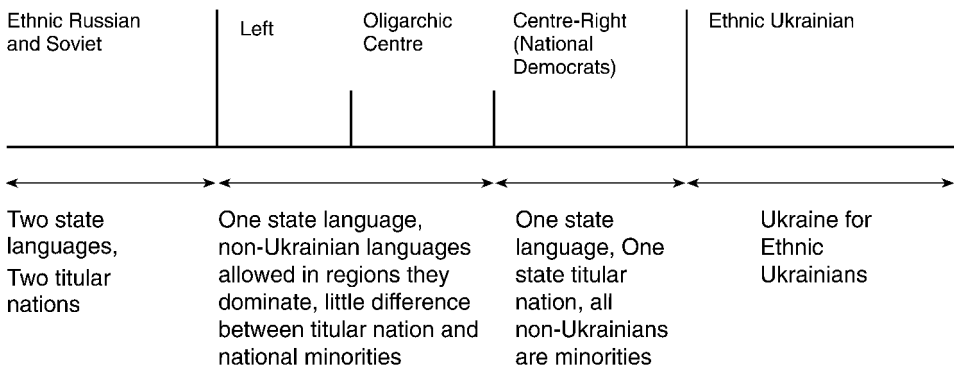 Ethnic Russian
and Soviet
Left
Oligarchic
Centre
Centre-Right
(National
Democrats)
Ethnic Ukrainian
Two state
languages,
Two titular
nations
One state language,
non-Ukrainian languages
allowed in regions they
dominate, little difference
between titular nation and
national minorities
One state
language, One
state titular
nation, all
non-Ukrainians
are minorities
Ukraine for
Ethnic
Ukrainians